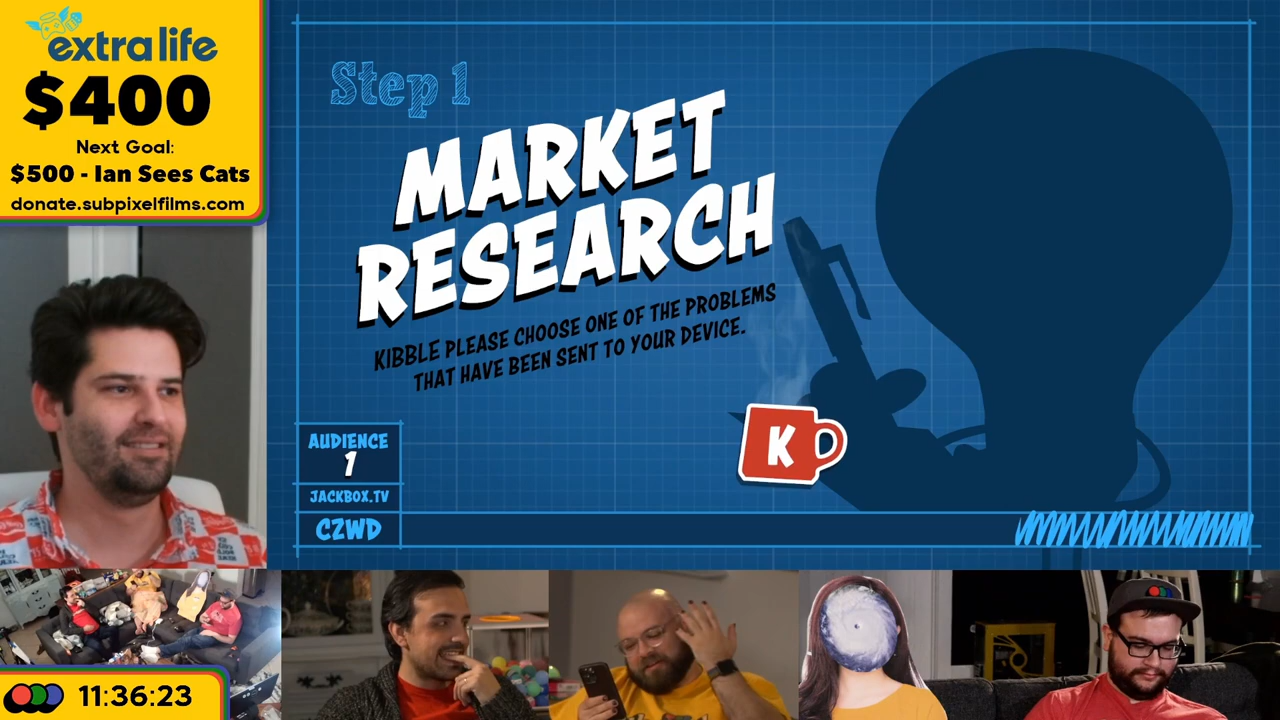 extra life
$400
Next Goal:
$500 - Ian Sees Cats
donate.subpixelfilms.com
Step 1
MARKET
RESEARCH
KIBBLE PLEASE CHOOSE ONE OF THE PROBLEMS
THAT HAVE BEEN SENT TO YOUR DEVICE.
K
AUDIENCE
1
JACKBOX.TV
CZWD
11:36:23